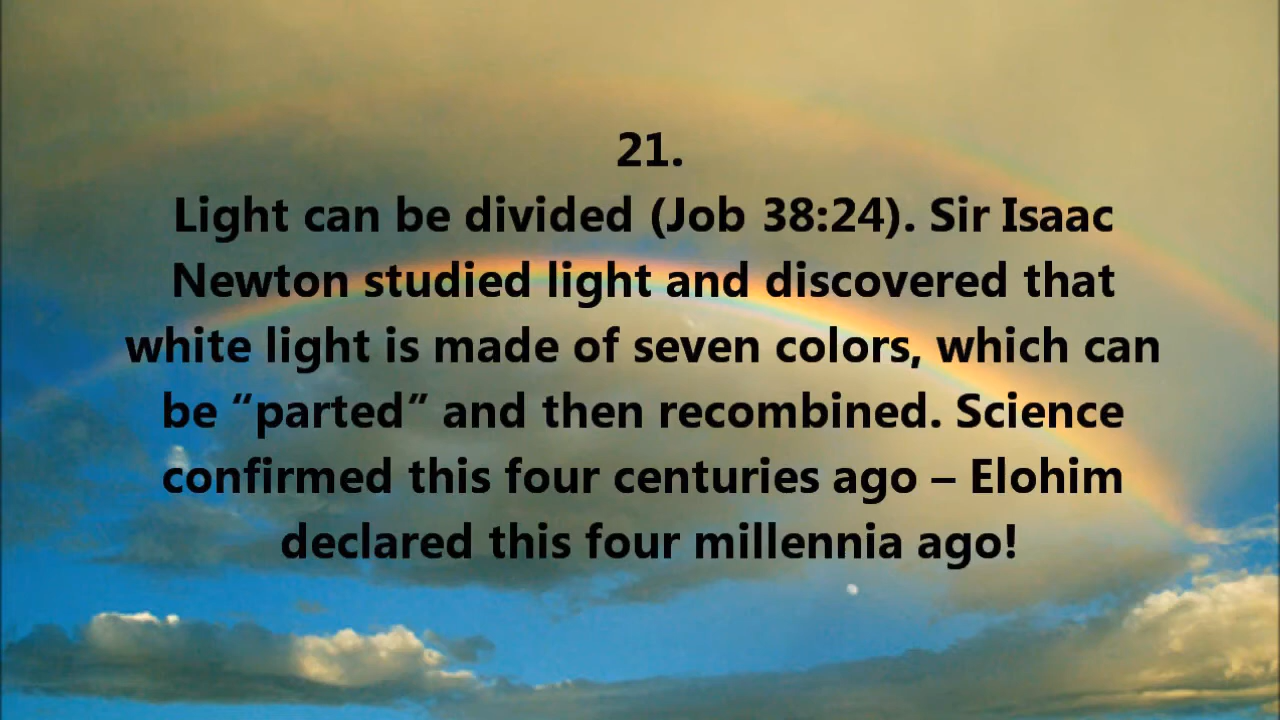 21.
Light can be divided (Job 38:24). Sir Isaac
Newton studied light and discovered that
white light is made of seven colors, which can
be “parted” and then recombined. Science
confirmed this four centuries ago – Elohim
declared this four millennia ago!